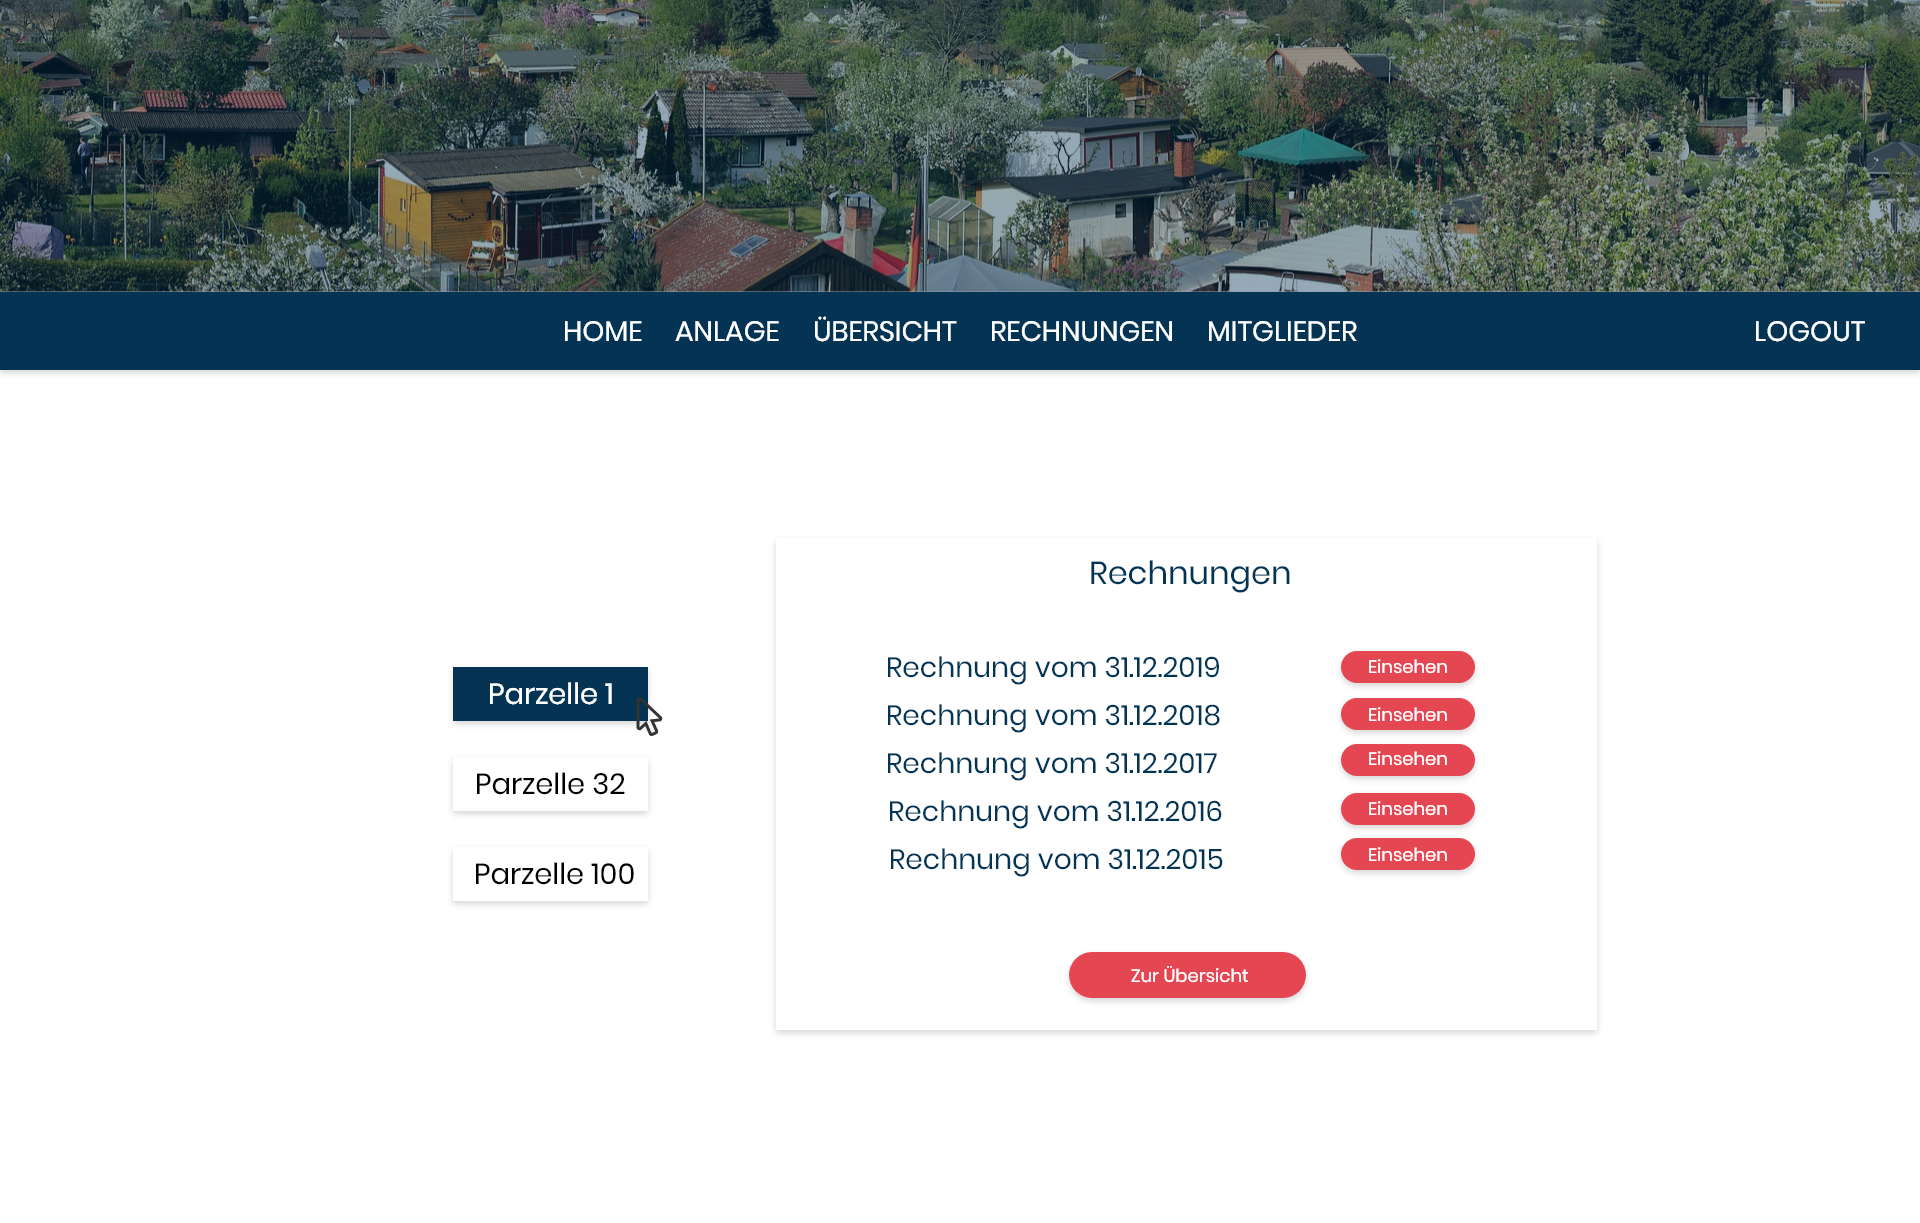 HOME ANLAGE ÜBERSICHT RECHNUNGEN MITGLIEDER LOGOUT
Parzelle 1
Parzelle 32
Parzelle 100
Rechnungen
Rechnung vom 31.12.2019 Einsehen
Rechnung vom 31.12.2018 Einsehen
Rechnung vom 31.12.2017 Einsehen
Rechnung vom 31.12.2016 Einsehen
Rechnung vom 31.12.2015 Einsehen
Zur Übersicht